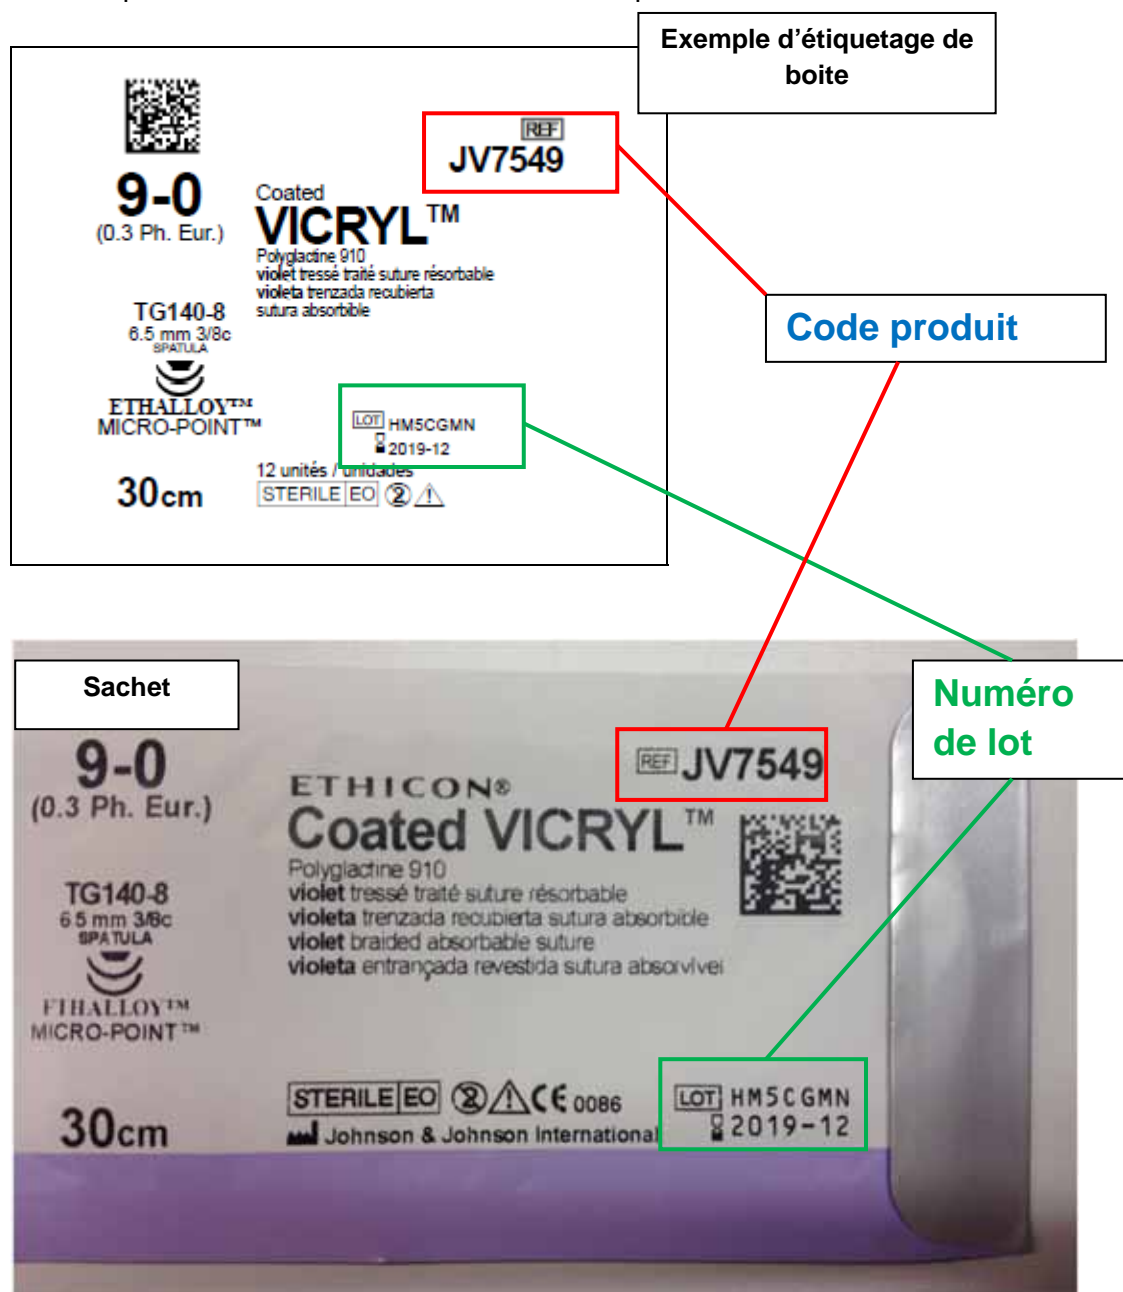 Exemple d’étiquetage de
boite
REF
JV7549
9-0
(0.3 Ph. Eur.)
Coated
VICRYL™
Polyglactine 910
violet tressé traité suture résorbable
violeta trenzada recubierta
sutura absorbible
TG140-8
6.5 mm 3/8c
SPATULA
ETHALLOY™
MICRO-POINT™
LOT HM5CGMN
2019-12
12 unités / unidades
30cm
STERILE EO 2
Code produit
Sachet
Numéro
de lot
9-0
(0.3 Ph. Eur.)
REF JV7549
ETHICON®
Coated VICRYL™
Polyglactine 910
violet tressé traité suture résorbable
violeta trenzada recubierta sutura absorbible
violet braided absorbable suture
violeta entrançada revestida sutura absorvível
TG140-8
6.5 mm 3/8c
SPATULA
ETHALLOY™
MICRO-POINT™
30cm
STERILE EO 2 CE 0086
Johnson & Johnson International
LOT HM5CGMN
2019-12